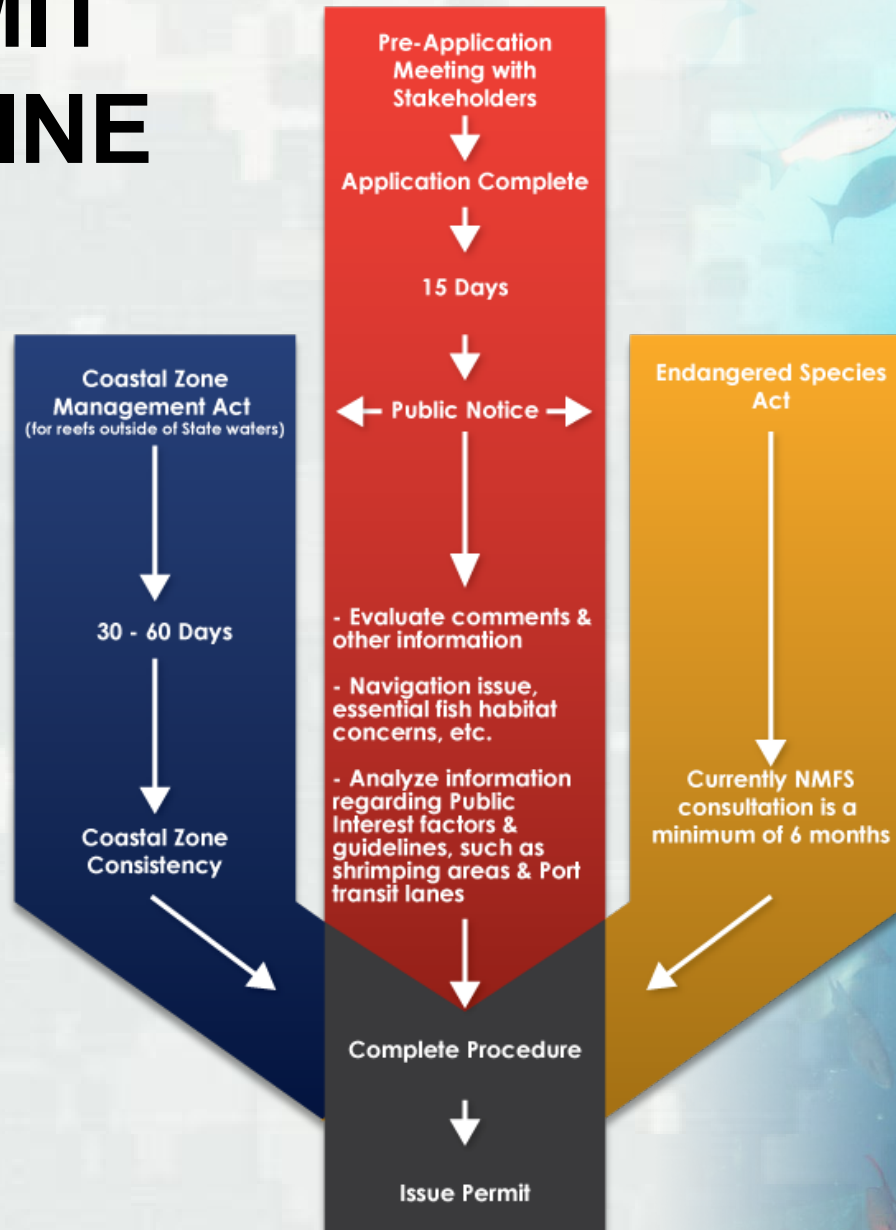 MIT
INE
Pre-Application
Meeting with
Stakeholders
Application Complete
15 Days
Public Notice
- Evaluate comments &
other information
- Navigation issue,
essential fish habitat
concerns, etc.
- Analyze information
regarding Public
Interest factors &
guidelines, such as
shrimping areas & Port
transit lanes
Coastal Zone
Management Act
(for reefs outside of State waters)
30 - 60 Days
Coastal Zone
Consistency
Endangered Species
Act
Currently NMFS
consultation is a
minimum of 6 months
Complete Procedure
Issue Permit